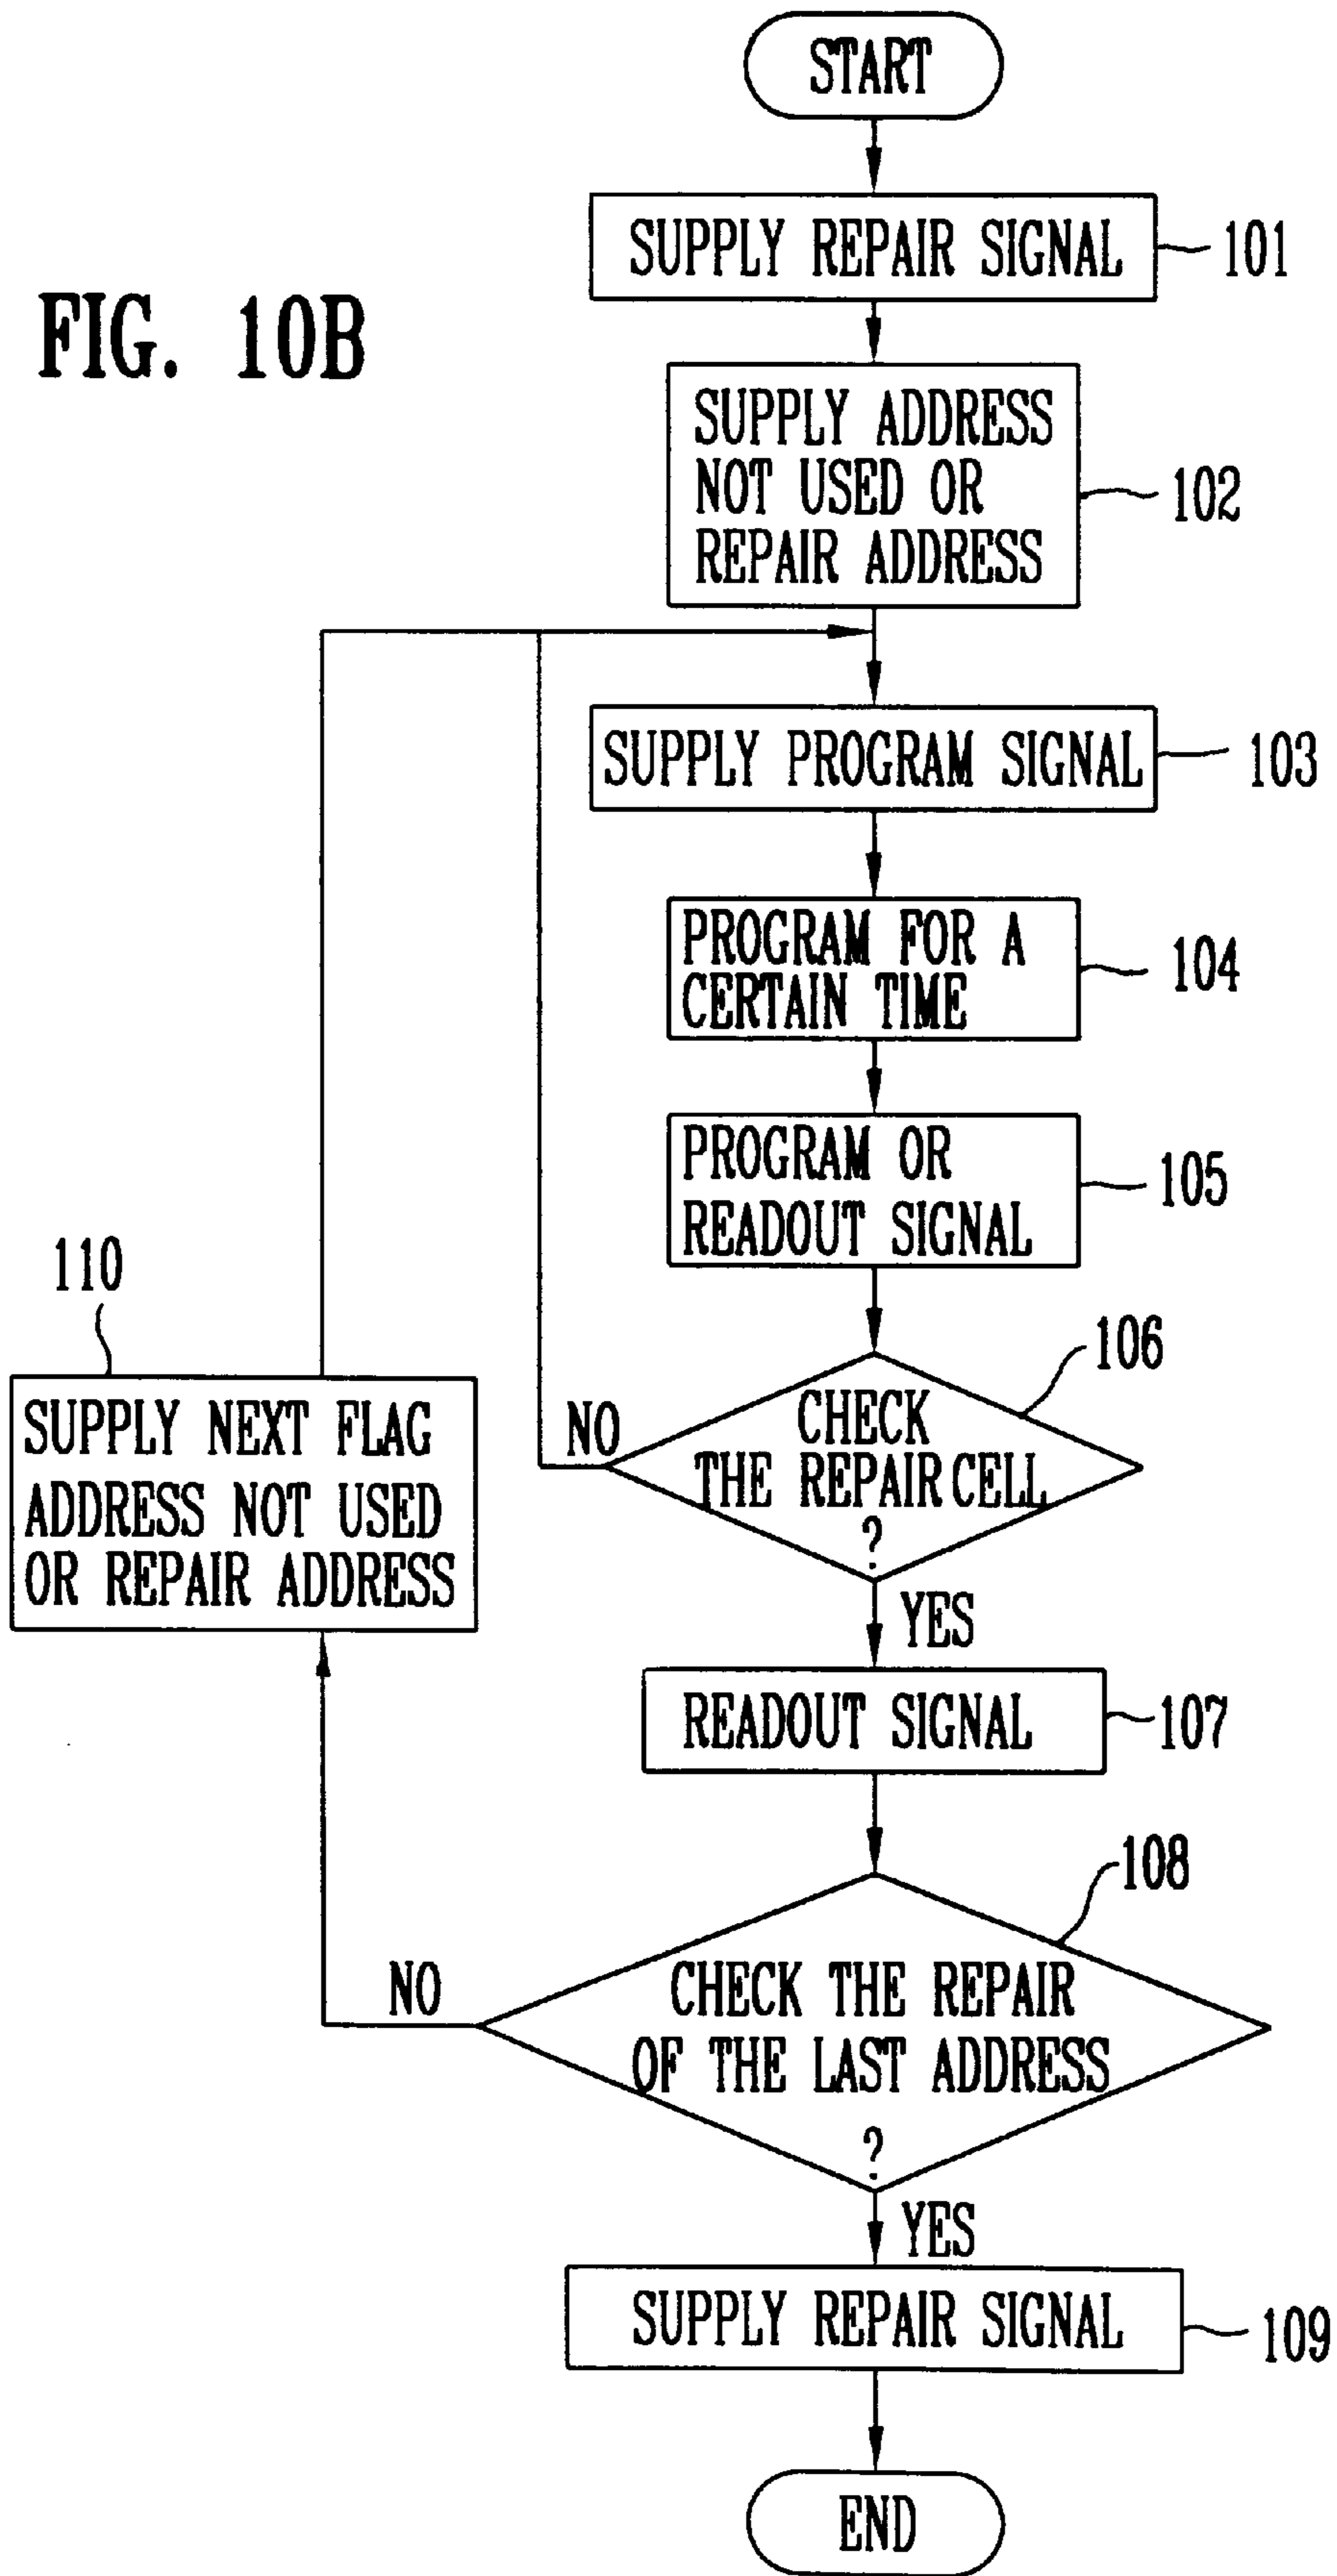 START
SUPPLY REPAIR SIGNAL
101
FIG. 10B
SUPPLY ADDRESS
NOT USED OR
REPAIR ADDRESS
102
SUPPLY PROGRAM SIGNAL
103
PROGRAM FOR A
CERTAIN TIME
104
PROGRAM OR
READOUT SIGNAL
105
110
SUPPLY NEXT FLAG
ADDRESS NOT USED
OR REPAIR ADDRESS
106
NO
CHECK
THE REPAIR CELL
?
YES
READOUT SIGNAL
107
108
NO
CHECK THE REPAIR
OF THE LAST ADDRESS
?
YES
SUPPLY REPAIR SIGNAL
109
END